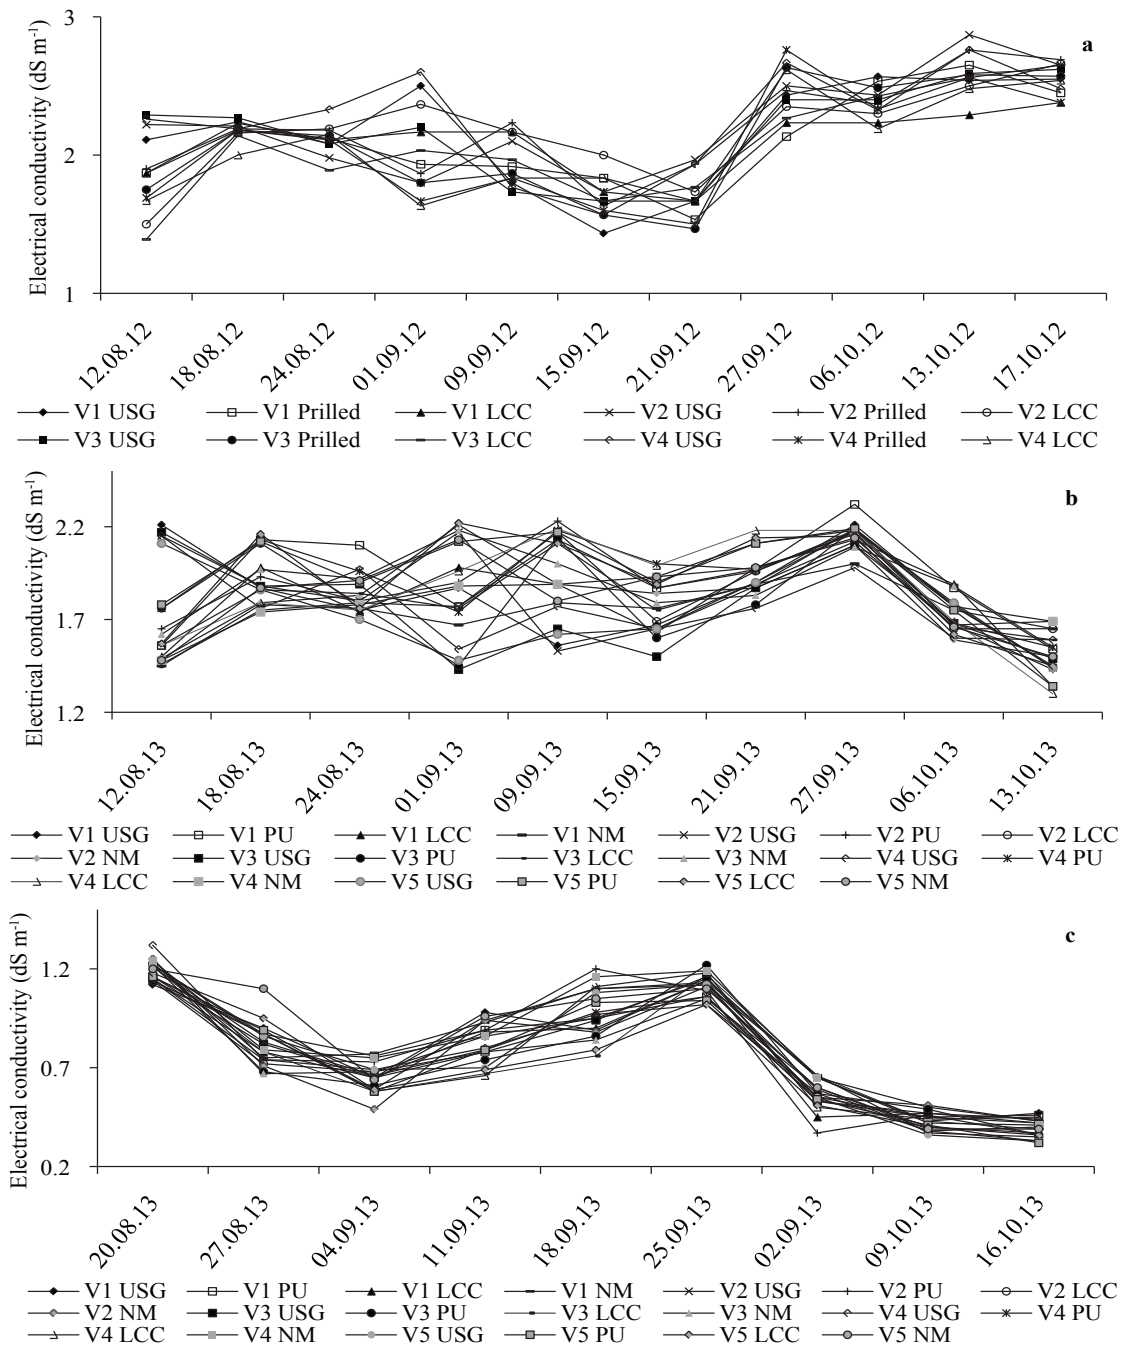 Electrical conductivity (dS m-1)
3
2
1
a
12.08.12
18.08.12
24.08.12
01.09.12
09.09.12
15.09.12
21.09.12
27.09.12
06.10.12
13.10.12
17.10.12
V1 USG V1 Prilled V1 LCC V2 USG V2 Prilled V2 LCC
V3 USG V3 Prilled V3 LCC V4 USG V4 Prilled V4 LCC
Electrical conductivity (dS m-1)
2.2
1.7
1.2
b
12.08.13
18.08.13
24.08.13
01.09.13
09.09.13
15.09.13
21.09.13
27.09.13
06.10.13
13.10.13
V1 USG V1 PU V1 LCC V1 NM V2 USG V2 PU V2 LCC
V2 NM V3 USG V3 PU V3 LCC V3 NM V4 USG V4 PU
V4 LCC V4 NM V5 USG V5 PU V5 LCC V5 NM
Electrical conductivity (dS m-1)
1.2
0.7
0.2
c
20.08.13
27.08.13
04.09.13
11.09.13
18.09.13
25.09.13
02.09.13
09.10.13
16.10.13
V1 USG V1 PU V1 LCC V1 NM V2 USG V2 PU V2 LCC
V2 NM V3 USG V3 PU V3 LCC V3 NM V4 USG V4 PU
V4 LCC V4 NM V5 USG V5 PU V5 LCC V5 NM